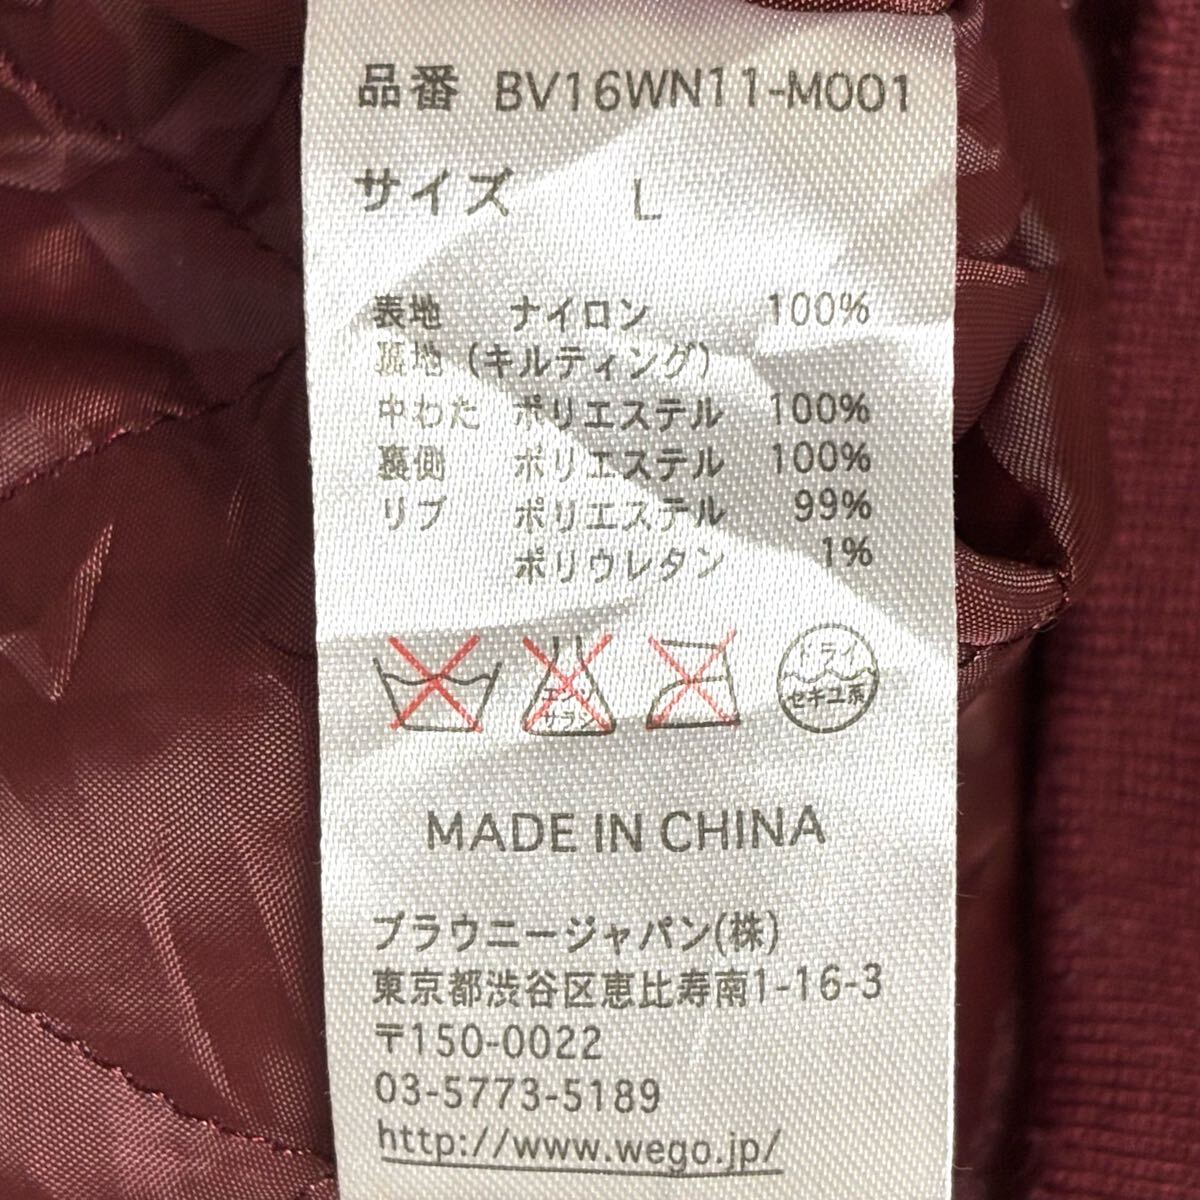 品番 BV16WN11-M001
サイズ L
表地 ナイロン 100%
裏地 (キルティング)
中わた ポリエステル 100%
裏側 ポリエステル 100%
リブ ポリエステル 99%
ポリウレタン 1%
エンソ
サラシ
ドライ
セキユ系
MADE IN CHINA
ブラウニージャパン(株)
東京都渋谷区恵比寿南1-16-3
〒150-0022
03-5773-5189
http://www.wego.jp/